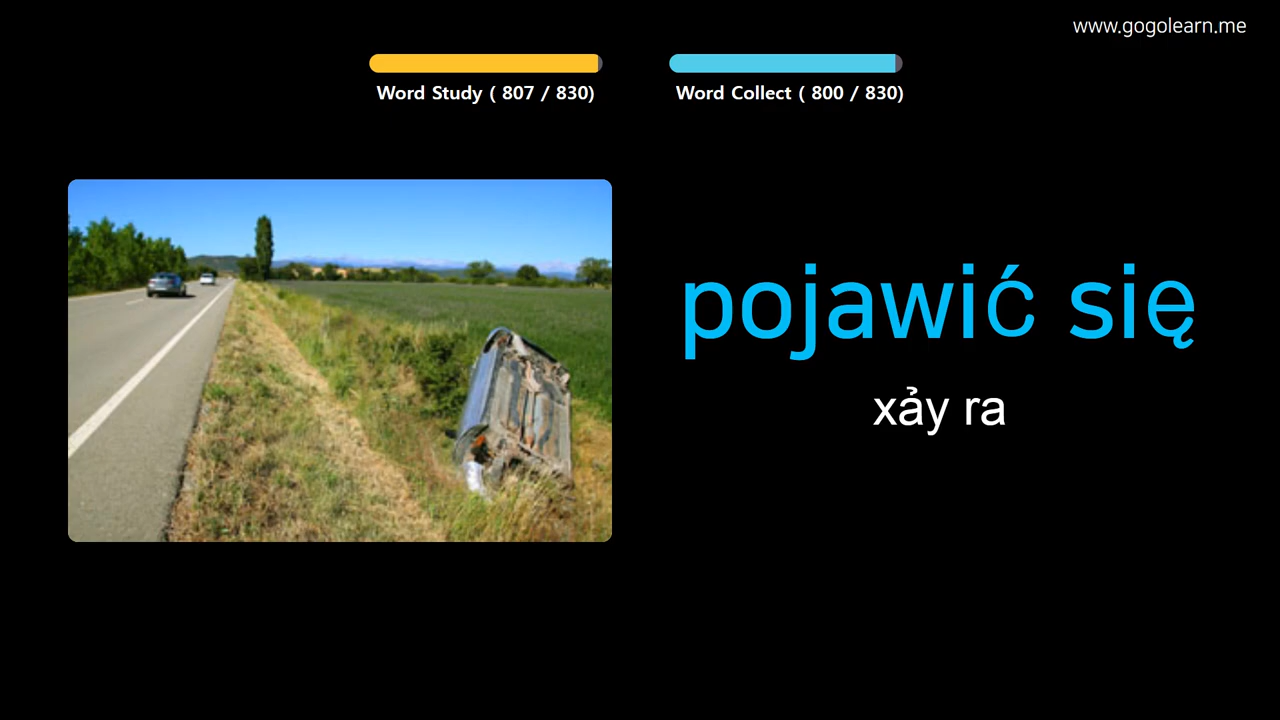 www.gogolearn.me
Word Study ( 807 / 830)
Word Collect ( 800 / 830)
pojawić się
xảy ra